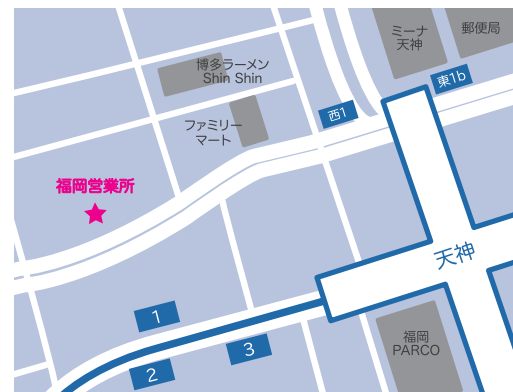 ミーナ
天神
郵便局
博多ラーメン
Shin Shin
東1b
西1
ファミリー
マート
福岡営業所
天神
1
2
3
福岡
PARCO